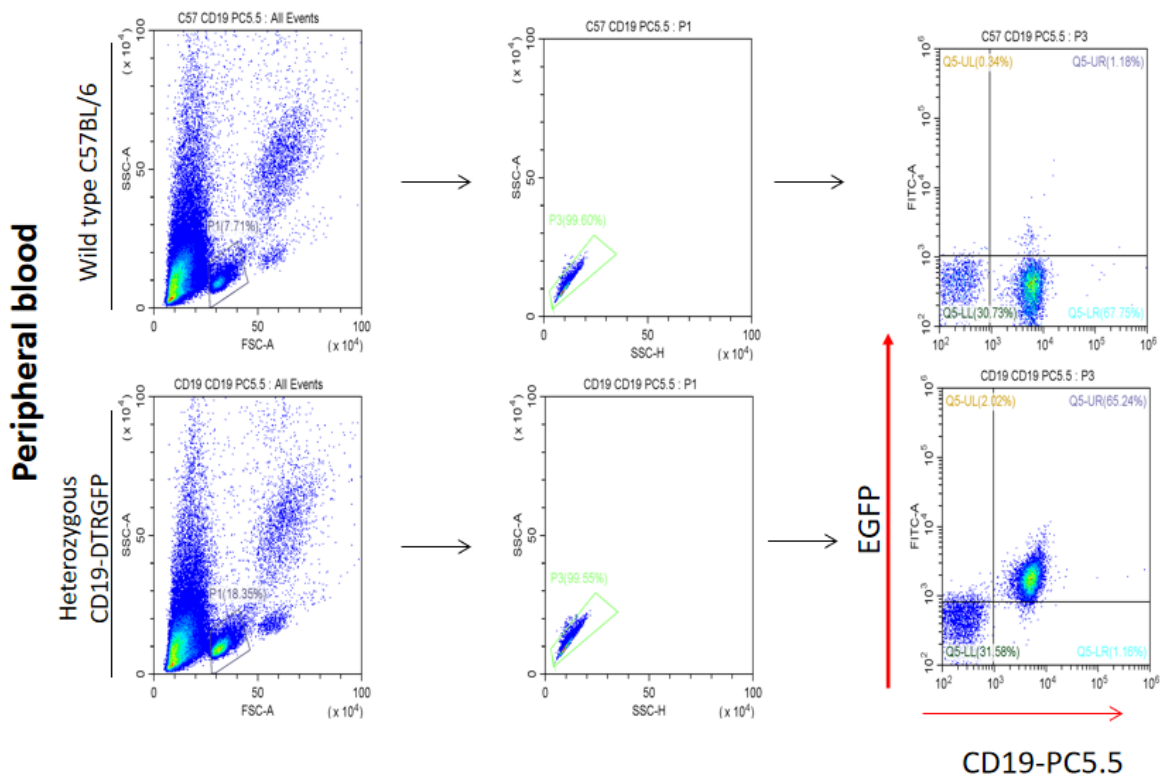 Peripheral blood
Wild type C57BL/6
C57 CD19 PC5.5 : All Events
(x 10⁴)
100
50
0
SSC-A
P1(7.71%)
0 50 100
FSC-A (x 10⁴)
C57 CD19 PC5.5 : P1
(x 10⁴)
100
50
0
SSC-A
P3(99.60%)
0 50 100
SSC-H
(x 10⁴)
C57 CD19 PC5.5 : P3
Q5-UL(0.34%) Q5-UR(1.18%)
Q5-LL(30.73%) Q5-LR(67.75%)
FITC-A
10⁶
10⁵
10⁴
10³
10²
10² 10³ 10⁴ 10⁵ 10⁶
Heterozygous
CD19-DTRGFP
CD19 CD19 PC5.5 : All Events
(x 10⁴)
100
50
0
SSC-A
P1(18.35%)
0 50 100
FSC-A (x 10⁴)
CD19 CD19 PC5.5 : P1
(x 10⁴)
100
50
0
SSC-A
P3(99.55%)
0 50 100
SSC-H
(x 10⁴)
EGFP
CD19 CD19 PC5.5 : P3
Q5-UL(2.02%) Q5-UR(65.24%)
Q5-LL(31.58%) Q5-LR(1.16%)
FITC-A
10⁶
10⁵
10⁴
10³
10²
10² 10³ 10⁴ 10⁵ 10⁶
CD19-PC5.5